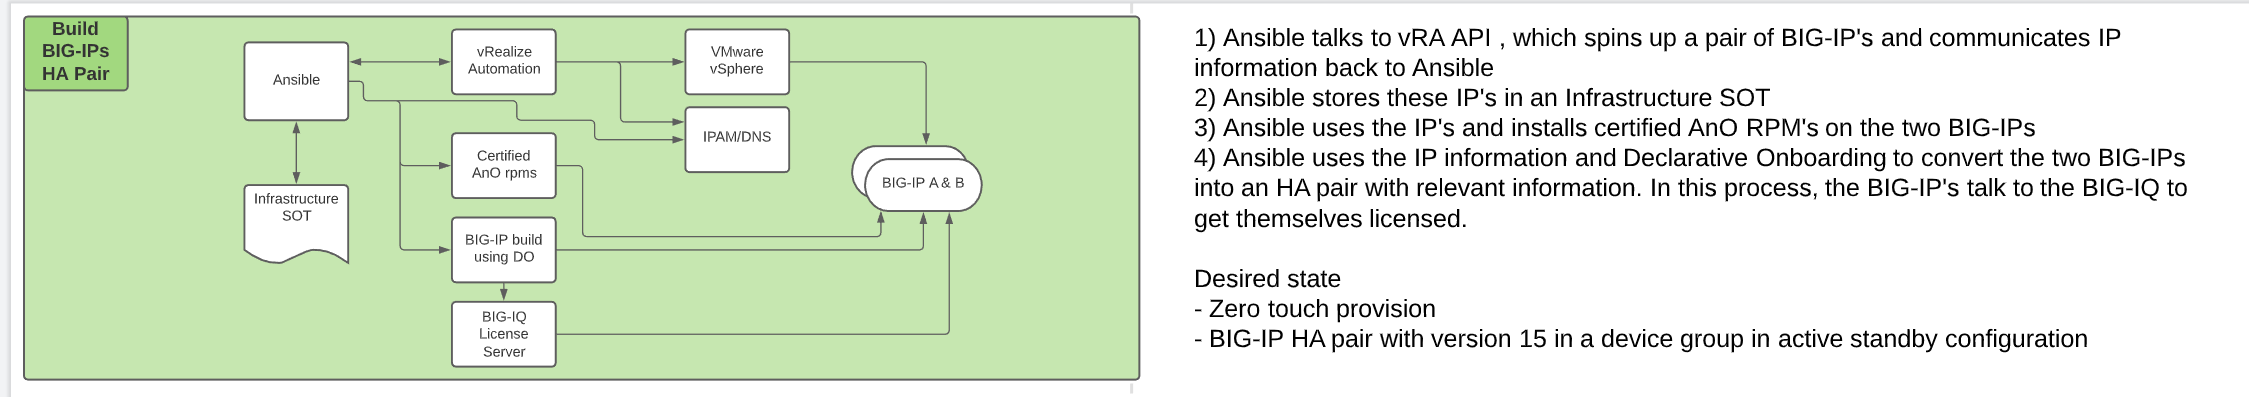 Build
BIG-IPs
HA Pair
Ansible
vRealize
Automation
VMware
vSphere
IPAM/DNS
Certified
AnO rpms
Infrastructure
SOT
BIG-IP A & B
BIG-IP build
using DO
BIG-IQ
License
Server
1) Ansible talks to vRA API , which spins up a pair of BIG-IP's and communicates IP
information back to Ansible
2) Ansible stores these IP's in an Infrastructure SOT
3) Ansible uses the IP's and installs certified AnO RPM's on the two BIG-IPs
4) Ansible uses the IP information and Declarative Onboarding to convert the two BIG-IPs
into an HA pair with relevant information. In this process, the BIG-IP's talk to the BIG-IQ to
get themselves licensed.
Desired state
- Zero touch provision
- BIG-IP HA pair with version 15 in a device group in active standby configuration